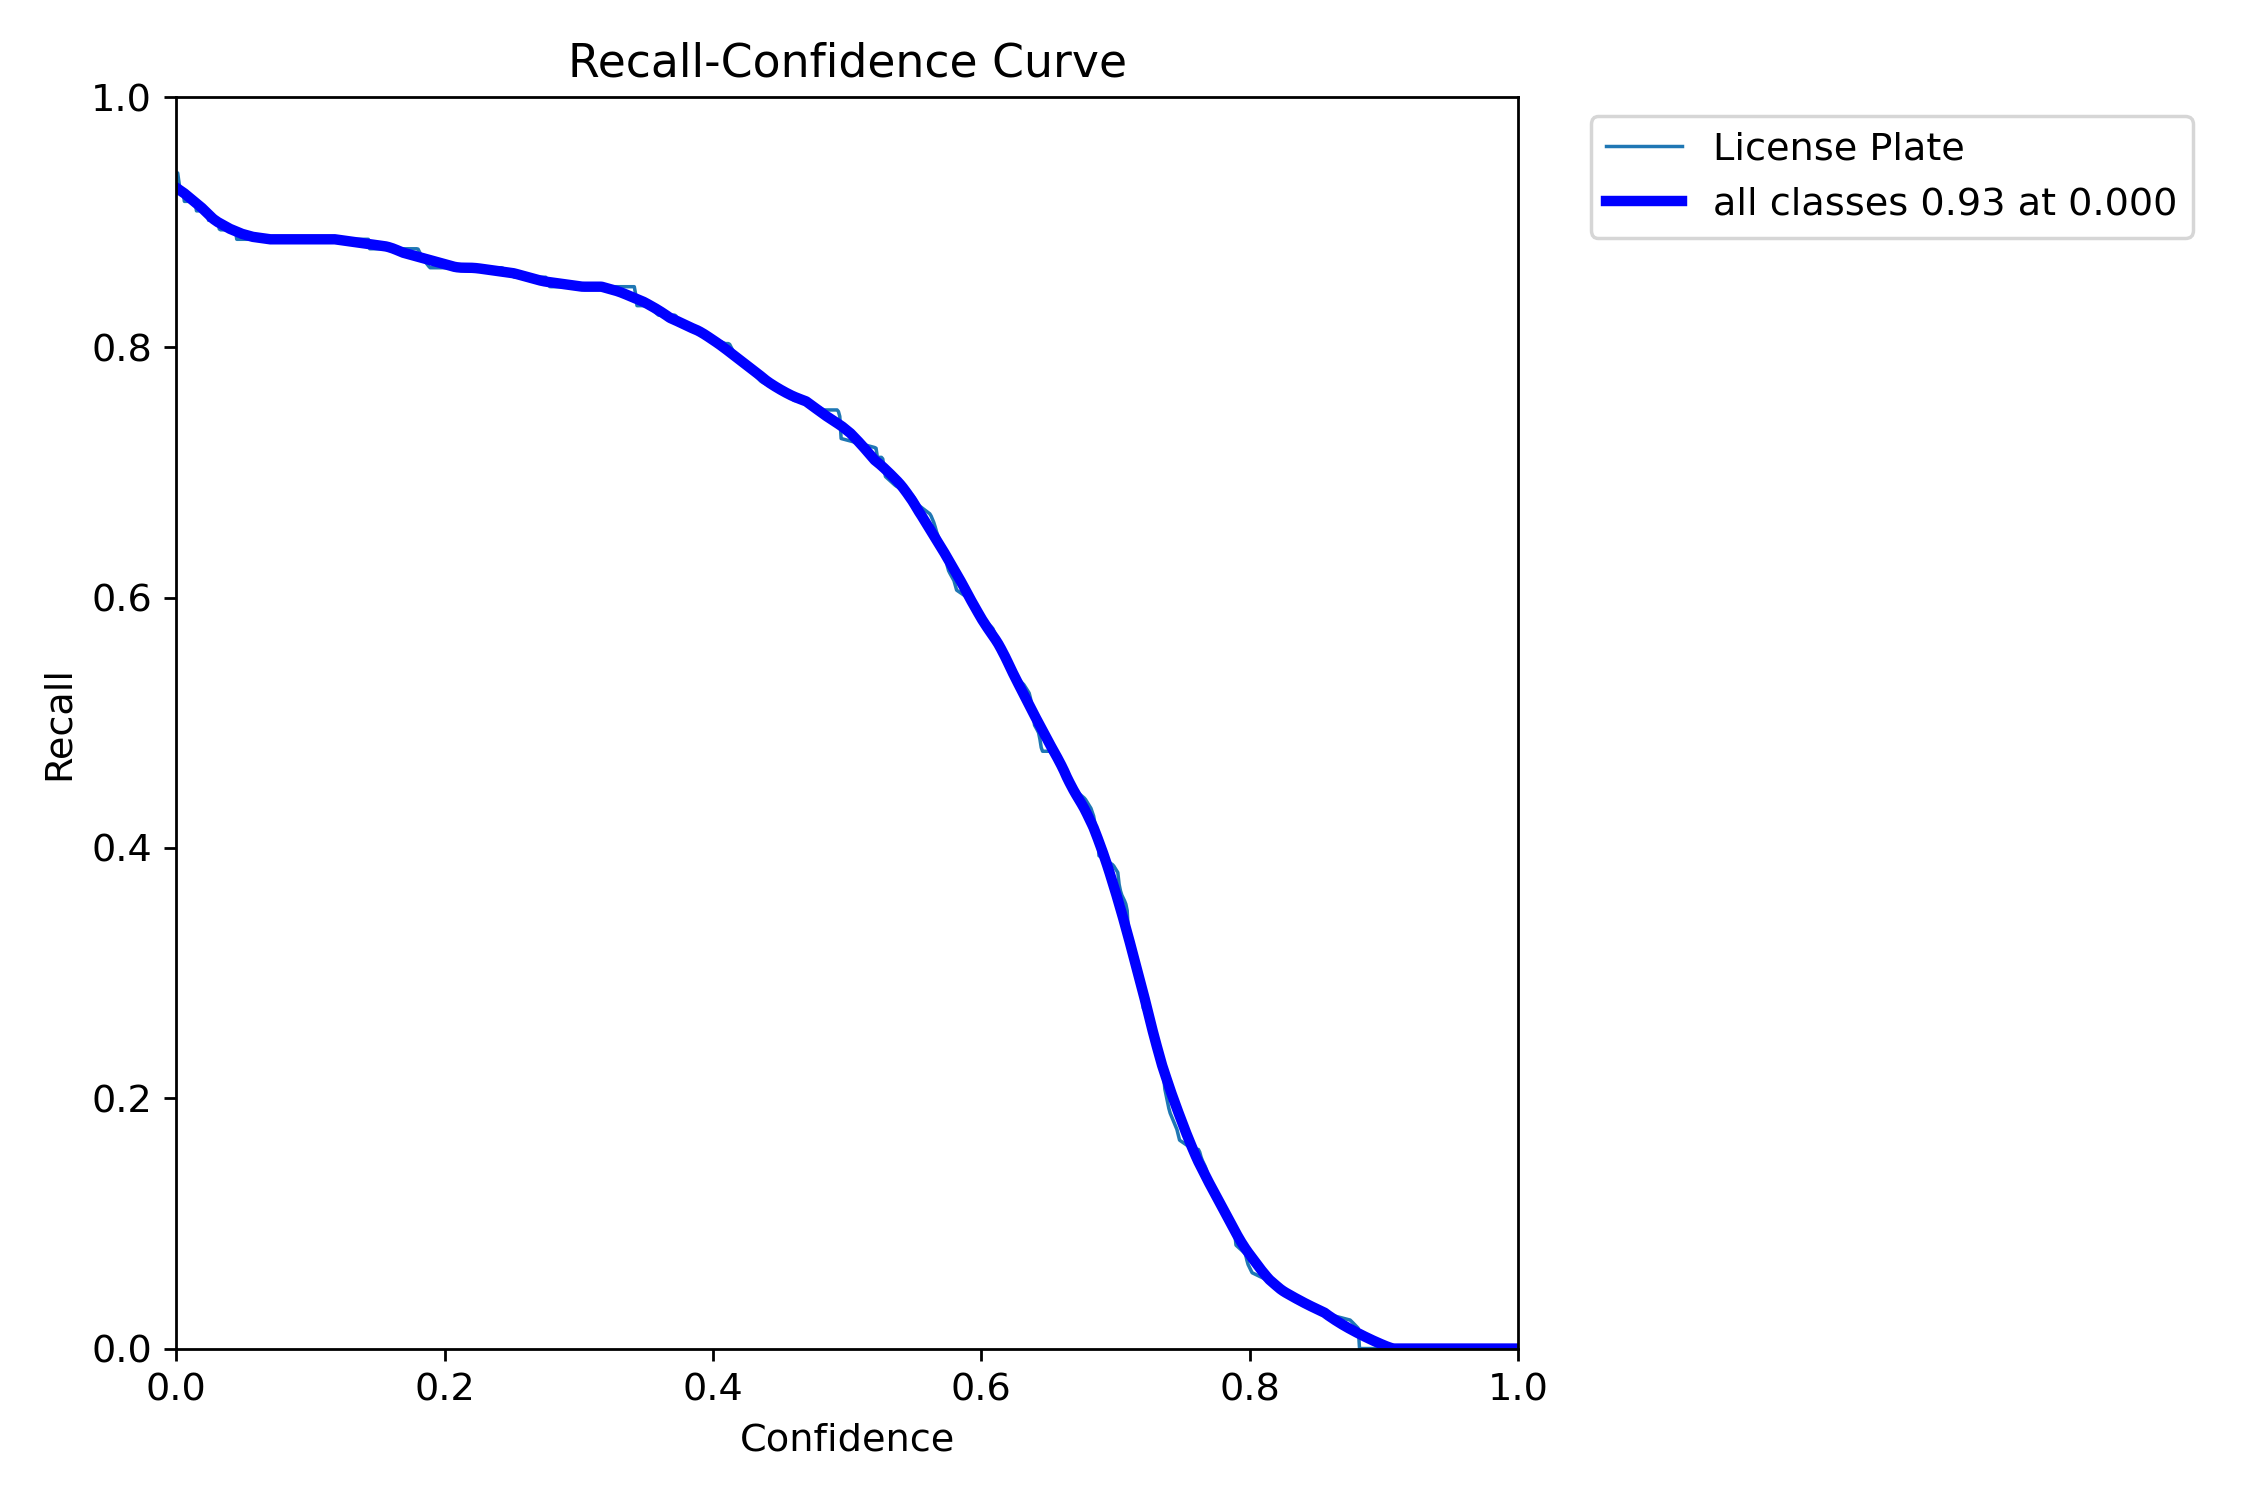 Recall-Confidence Curve
1.0
0.8
0.6
0.4
0.2
0.0
Recall
0.0 0.2 0.4 0.6 0.8 1.0
Confidence
License Plate
all classes 0.93 at 0.000